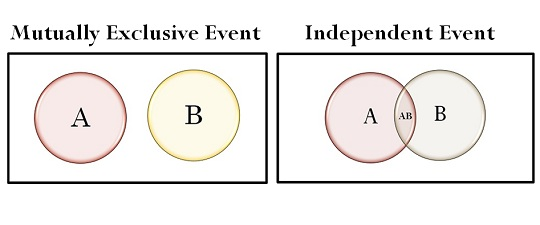 Mutually Exclusive Event
Independent Event
A
B
A
AB
B